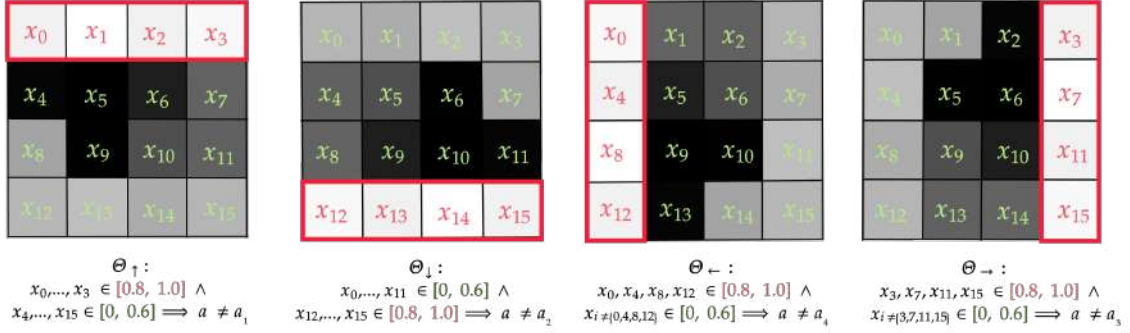 x₀ x₁ x₂ x₃ x₀ x₁ x₂ x₃ x₀ x₁ x₂ x₃ x₀ x₁ x₂ x₃
x₄ x₅ x₆ x₇ x₄ x₅ x₆ x₇ x₄ x₅ x₆ x₇ x₄ x₅ x₆ x₇
x₈ x₉ x₁₀ x₁₁ x₈ x₉ x₁₀ x₁₁ x₈ x₉ x₁₀ x₁₁ x₈ x₉ x₁₀ x₁₁
x₁₂ x₁₃ x₁₄ x₁₅ x₁₂ x₁₃ x₁₄ x₁₅ x₁₂ x₁₃ x₁₄ x₁₅ x₁₂ x₁₃ x₁₄ x₁₅
Θ↑ : Θ↓ : Θ← : Θ→ :
x₀,..., x₃ ∈ [0.8, 1.0] ∧ x₀,..., x₁₁ ∈ [0, 0.6] ∧ x₀, x₄, x₈, x₁₂ ∈ [0.8, 1.0] ∧ x₃, x₇, x₁₁, x₁₅ ∈ [0.8, 1.0] ∧
x₄,..., x₁₅ ∈ [0, 0.6] ⟹ a ≠ a₁ x₁₂,..., x₁₅ ∈ [0.8, 1.0] ⟹ a ≠ a₂ x_{i≠{0,4,8,12}} ∈ [0, 0.6] ⟹ a ≠ a₄ x_{i≠{3,7,11,15}} ∈ [0, 0.6] ⟹ a ≠ a₃